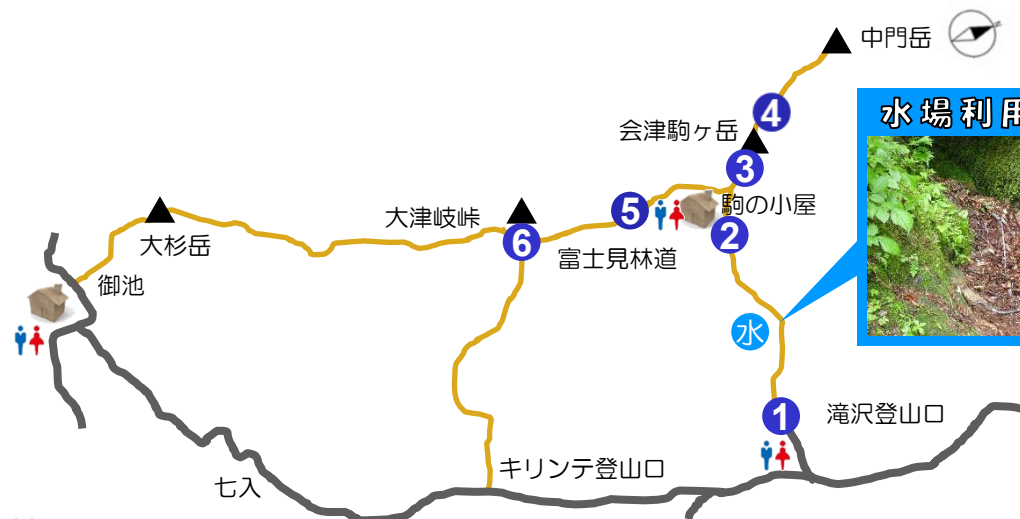 中門岳
水場利用
4
会津駒ヶ岳
3
駒の小屋
5
2
大津岐峠
6
富士見林道
大杉岳
御池
水
1
滝沢登山口
キリンテ登山口
七入